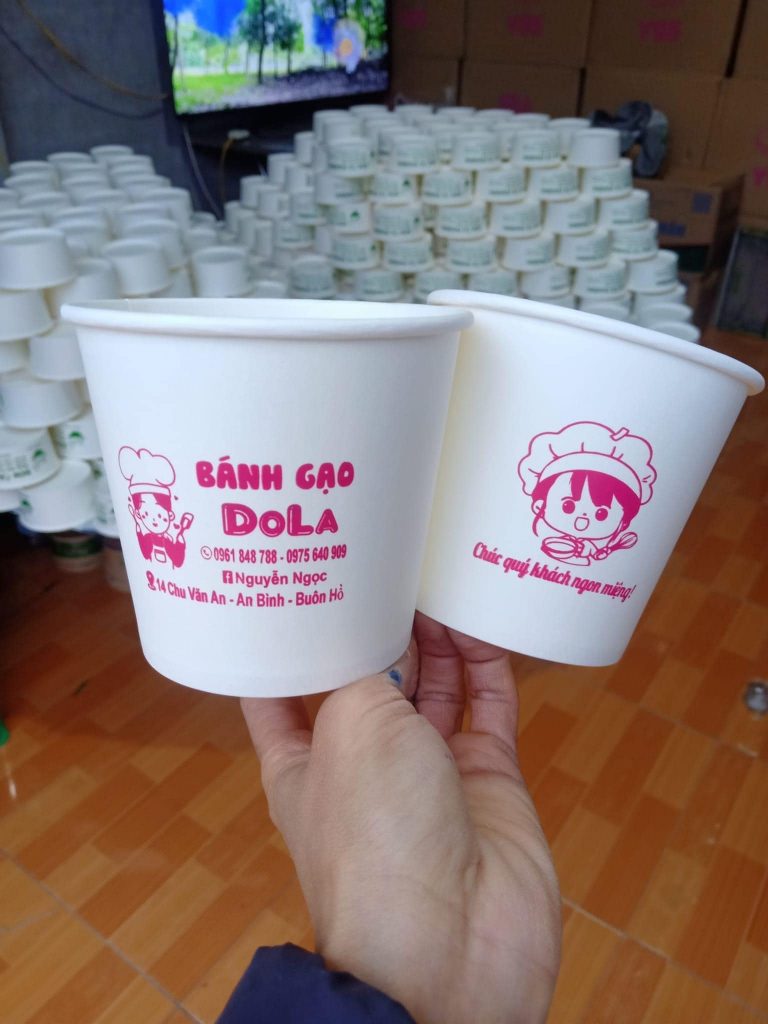 BÁNH GẠO
DOLA
0961 848 788 - 0975 640 909
Nguyễn Ngọc
14 Chu Văn An - An Bình - Buôn Hồ
Chúc quý khách ngon miệng!